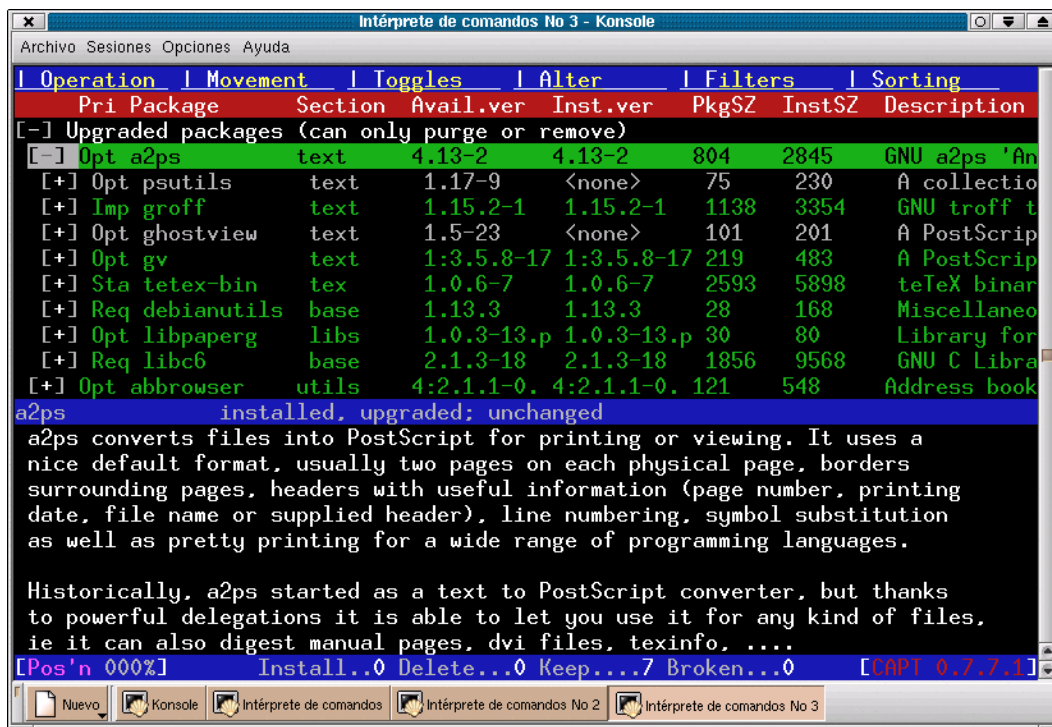 Intérprete de comandos No 3 - Konsole
Archivo Sesiones Opciones Ayuda
| Operation | Movement | Toggles | Alter | Filters | Sorting
Pri Package Section Avail.ver Inst.ver PkgSZ InstSZ Description
[-] Upgraded packages (can only purge or remove)
[-] Opt a2ps text 4.13-2 4.13-2 804 2845 GNU a2ps 'An
[+] Opt psutils text 1.17-9 <none> 75 230 A collectio
[+] Imp groff text 1.15.2-1 1.15.2-1 1138 3354 GNU troff t
[+] Opt ghostview text 1.5-23 <none> 101 201 A PostScrip
[+] Opt gv text 1:3.5.8-17 1:3.5.8-17 219 483 A PostScrip
[+] Sta tetex-bin tex 1.0.6-7 1.0.6-7 2593 5898 teTeX binar
[+] Req debianutils base 1.13.3 1.13.3 28 168 Miscellaneo
[+] Opt libpaperg libs 1.0.3-13.p 1.0.3-13.p 30 80 Library for
[+] Req libc6 base 2.1.3-18 2.1.3-18 1856 9568 GNU C Libra
[+] Opt abbrowser utils 4:2.1.1-0. 4:2.1.1-0. 121 548 Address book
a2ps installed, upgraded; unchanged
a2ps converts files into PostScript for printing or viewing. It uses a
nice default format, usually two pages on each physical page, borders
surrounding pages, headers with useful information (page number, printing
date, file name or supplied header), line numbering, symbol substitution
as well as pretty printing for a wide range of programming languages.
Historically, a2ps started as a text to PostScript converter, but thanks
to powerful delegations it is able to let you use it for any kind of files,
ie it can also digest manual pages, dvi files, texinfo, ....
[Pos'n 000%] Install..0 Delete...0 Keep....7 Broken...0 [CAPT 0.7.7.1]
Nuevo Konsole Intérprete de comandos Intérprete de comandos No 2 Intérprete de comandos No 3